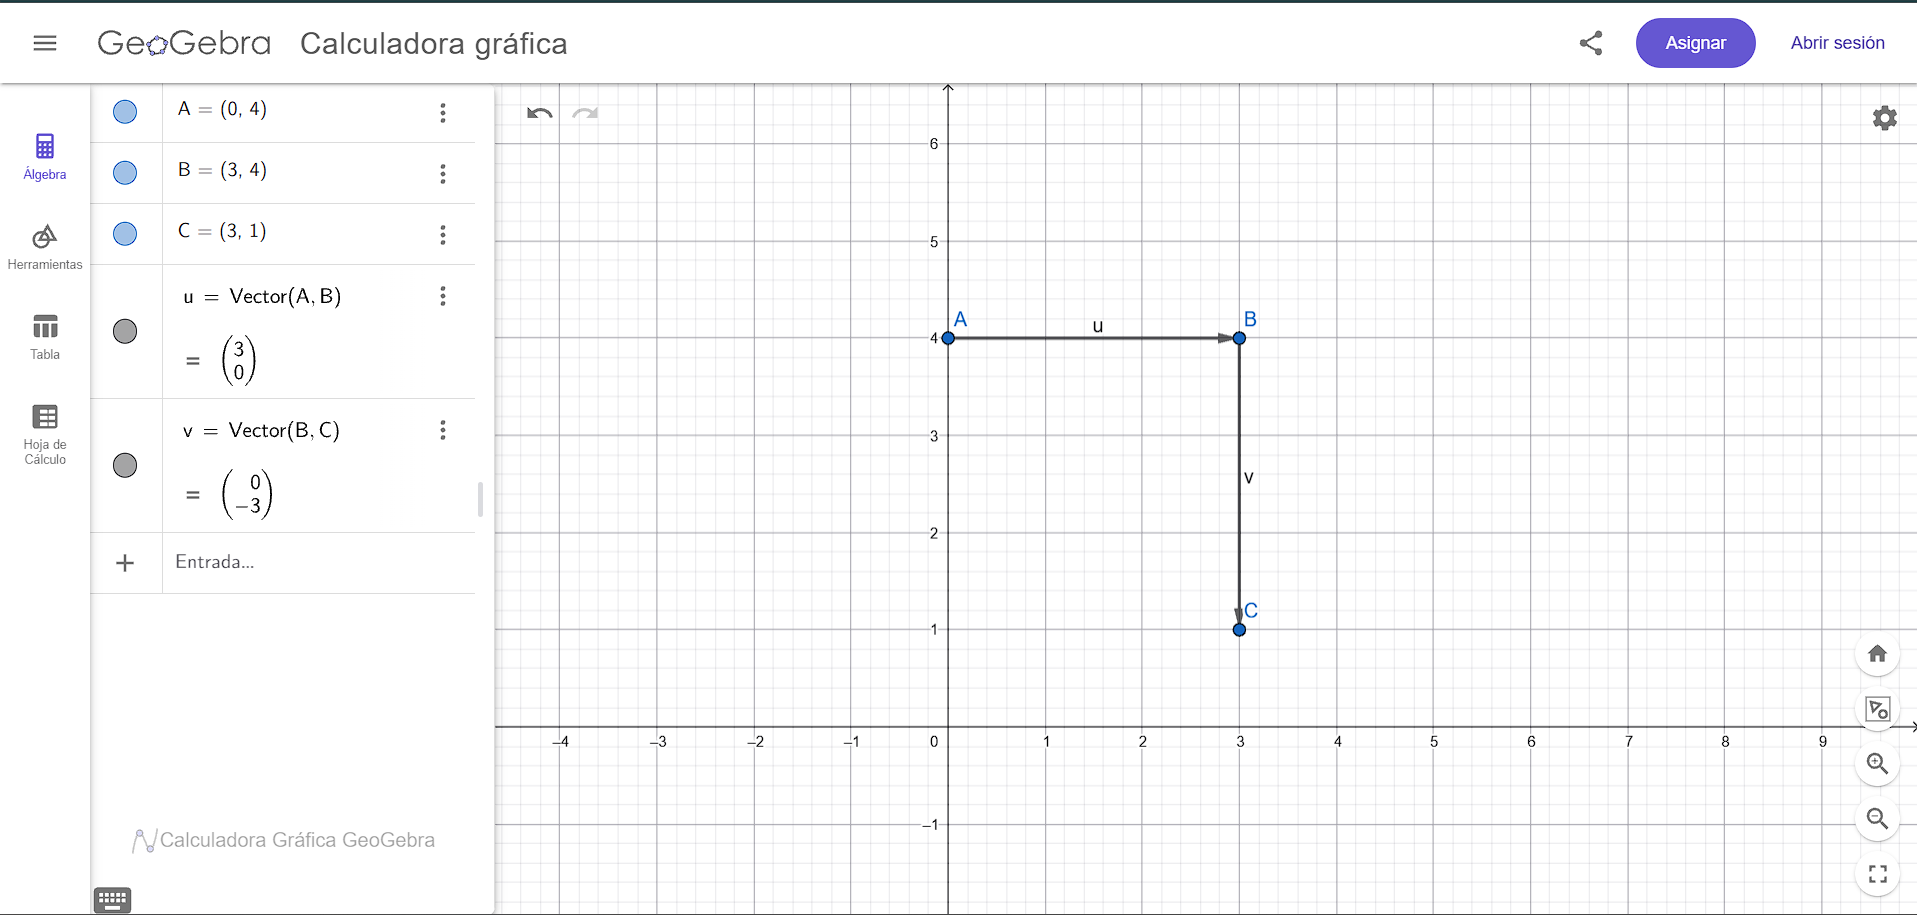 GeoGebra Calculadora gráfica
Asignar
Abrir sesión
Álgebra
Herramientas
Tabla
Hoja de
Cálculo
A = (0, 4)
B = (3, 4)
C = (3, 1)
u = Vector(A, B)
= (3
0)
v = Vector(B, C)
= (0
−3)
+ Entrada...
Calculadora Gráfica GeoGebra
6
5
4
3
2
1
−1
A
u
B
v
C
−4 −3 −2 −1 0 1 2 3 4 5 6 7 8 9